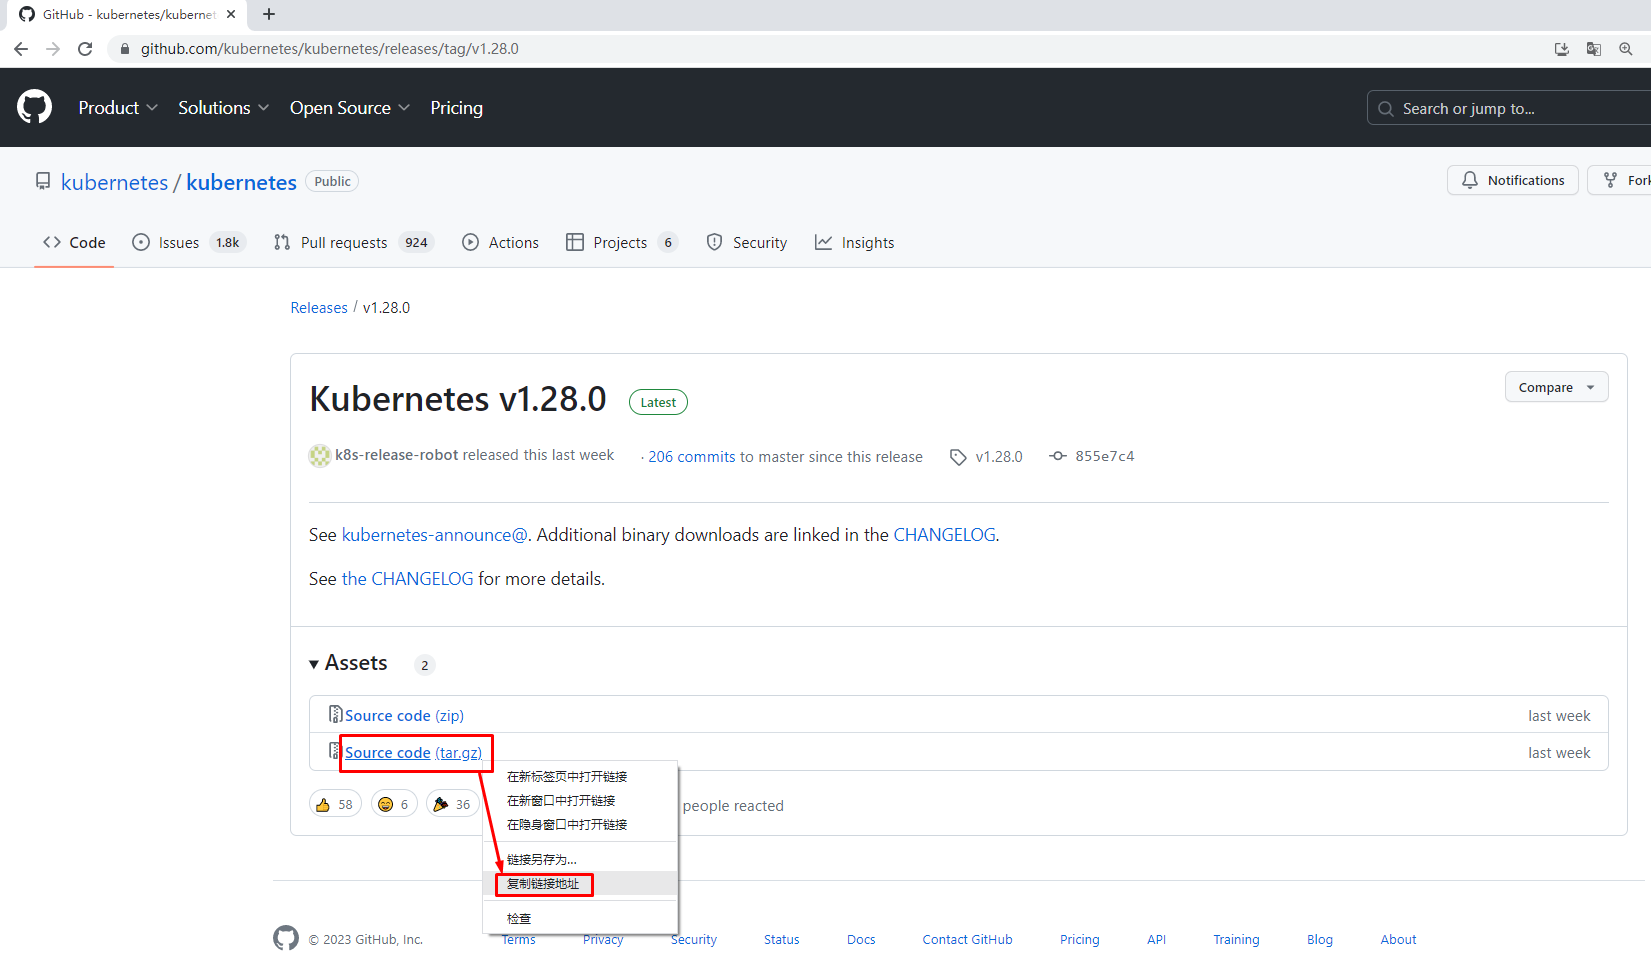 GitHub - kubernetes/kubernet
github.com/kubernetes/kubernetes/releases/tag/v1.28.0
Product Solutions Open Source Pricing Search or jump to...
kubernetes / kubernetes Public Notifications Fork
Code Issues 1.8k Pull requests 924 Actions Projects 6 Security Insights
Releases / v1.28.0
Kubernetes v1.28.0 Latest Compare
k8s-release-robot released this last week · 206 commits to master since this release v1.28.0 855e7c4
See kubernetes-announce@. Additional binary downloads are linked in the CHANGELOG.
See the CHANGELOG for more details.
Assets 2
Source code (zip) last week
Source code (tar.gz) last week
58 6 36 people reacted
在新标签页中打开链接
在新窗口中打开链接
在隐身窗口中打开链接
链接另存为...
复制链接地址
检查
© 2023 GitHub, Inc. Terms Privacy Security Status Docs Contact GitHub Pricing API Training Blog About